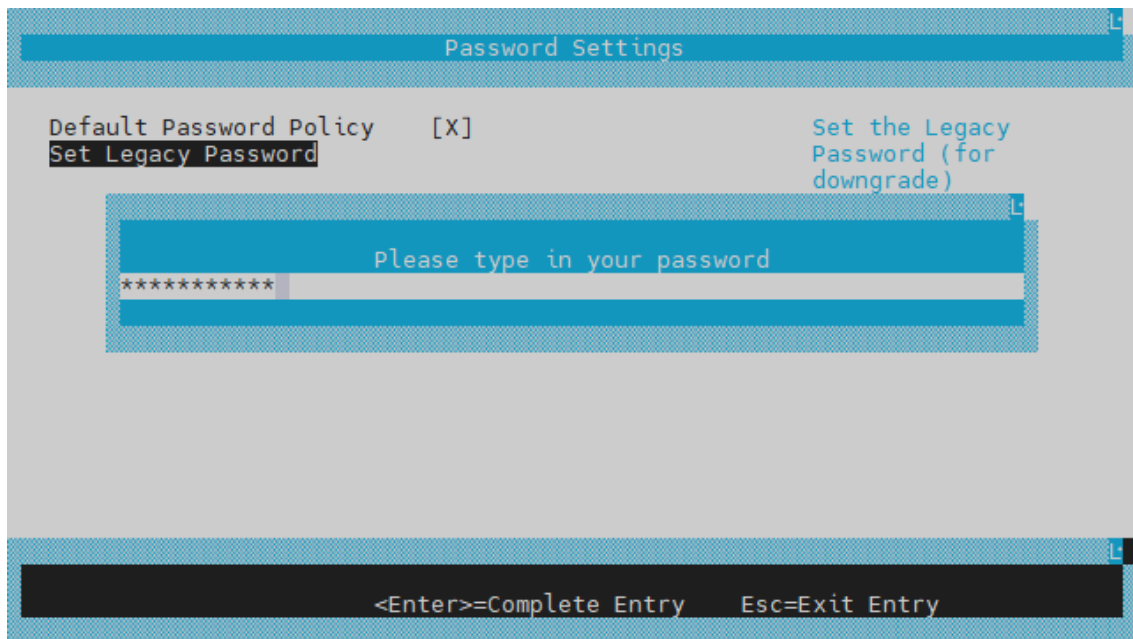 Password Settings
Default Password Policy [X]
Set Legacy Password
Set the Legacy
Password (for
downgrade)
Please type in your password
***********
<Enter>=Complete Entry Esc=Exit Entry